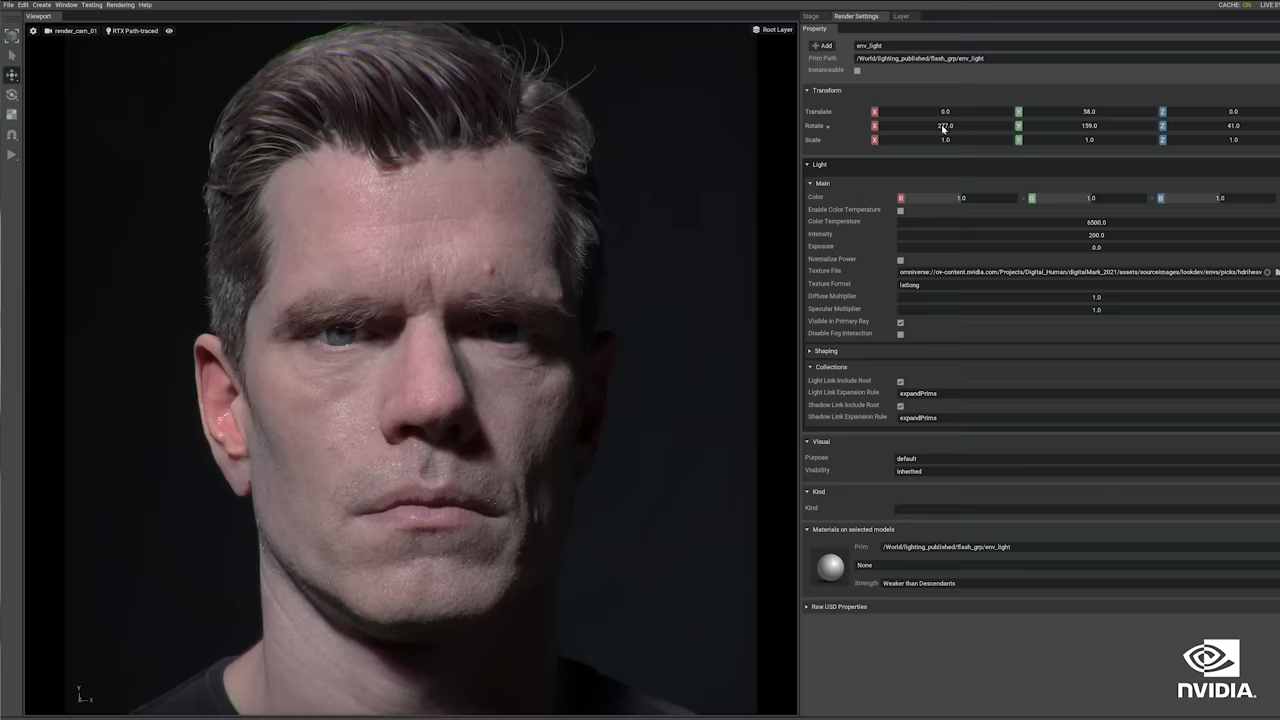 File Edit Create Window Testing Rendering Help CACHE: ON LIVE SY
Viewport Stage Render Settings Layer
render_cam_01 RTX Path-traced Root Layer Property
Add env_light
Prim Path /World/lighting_published/flash_grp/env_light
Instanceable
Transform
Translate X 0.0 Y 58.0 Z 0.0
Rotate X 277.0 Y 159.0 Z 41.0
Scale X 1.0 Y 1.0 Z 1.0
Light
Main
Color R 1.0 G 1.0 B 1.0
Enable Color Temperature
Color Temperature 6500.0
Intensity 200.0
Exposure 0.0
Normalize Power
Texture File omniverse://ov-content.nvidia.com/Projects/Digital_Human/digitalMark_2021/assets/sourceimages/lookdev/envs/picks/hdriheav
Texture Format latlong
Diffuse Multiplier 1.0
Specular Multiplier 1.0
Visible In Primary Ray
Disable Fog Interaction
Shaping
Collections
Light Link Include Root
Light Link Expansion Rule expandPrims
Shadow Link Include Root
Shadow Link Expansion Rule expandPrims
Visual
Purpose default
Visibility inherited
Kind
Kind
Materials on selected models
Prim /World/lighting_published/flash_grp/env_light
None
Strength Weaker than Descendants
Raw USD Properties
Y
X
NVIDIA.